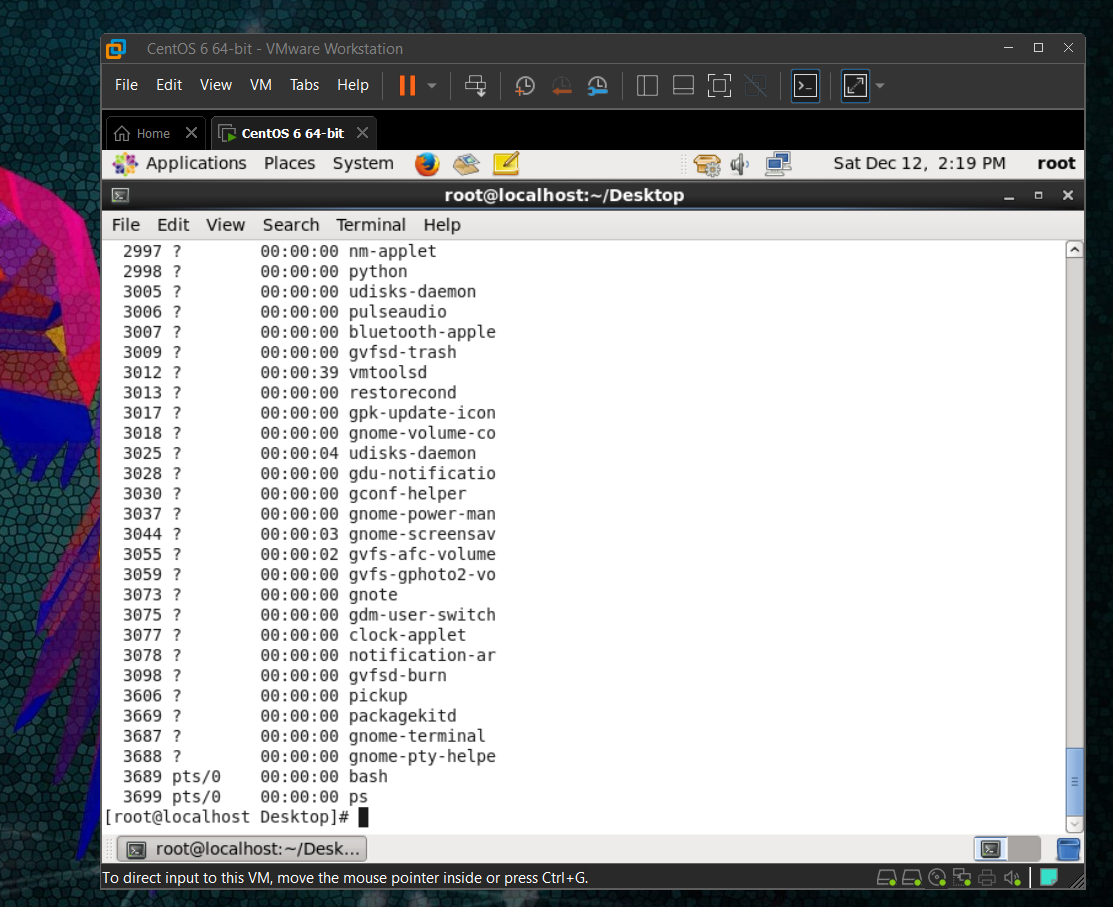 CentOS 6 64-bit - VMware Workstation
File Edit View VM Tabs Help
Home CentOS 6 64-bit
Applications Places System Sat Dec 12, 2:19 PM root
root@localhost:~/Desktop
File Edit View Search Terminal Help
2997 ? 00:00:00 nm-applet
2998 ? 00:00:00 python
3005 ? 00:00:00 udisks-daemon
3006 ? 00:00:00 pulseaudio
3007 ? 00:00:00 bluetooth-apple
3009 ? 00:00:00 gvfsd-trash
3012 ? 00:00:39 vmtoolsd
3013 ? 00:00:00 restorecond
3017 ? 00:00:00 gpk-update-icon
3018 ? 00:00:00 gnome-volume-co
3025 ? 00:00:04 udisks-daemon
3028 ? 00:00:00 gdu-notificatio
3030 ? 00:00:00 gconf-helper
3037 ? 00:00:00 gnome-power-man
3044 ? 00:00:03 gnome-screensav
3055 ? 00:00:02 gvfs-afc-volume
3059 ? 00:00:00 gvfs-gphoto2-vo
3073 ? 00:00:00 gnote
3075 ? 00:00:00 gdm-user-switch
3077 ? 00:00:00 clock-applet
3078 ? 00:00:00 notification-ar
3098 ? 00:00:00 gvfsd-burn
3606 ? 00:00:00 pickup
3669 ? 00:00:00 packagekitd
3687 ? 00:00:00 gnome-terminal
3688 ? 00:00:00 gnome-pty-helpe
3689 pts/0 00:00:00 bash
3699 pts/0 00:00:00 ps
[root@localhost Desktop]#
root@localhost:~/Desk...
To direct input to this VM, move the mouse pointer inside or press Ctrl+G.